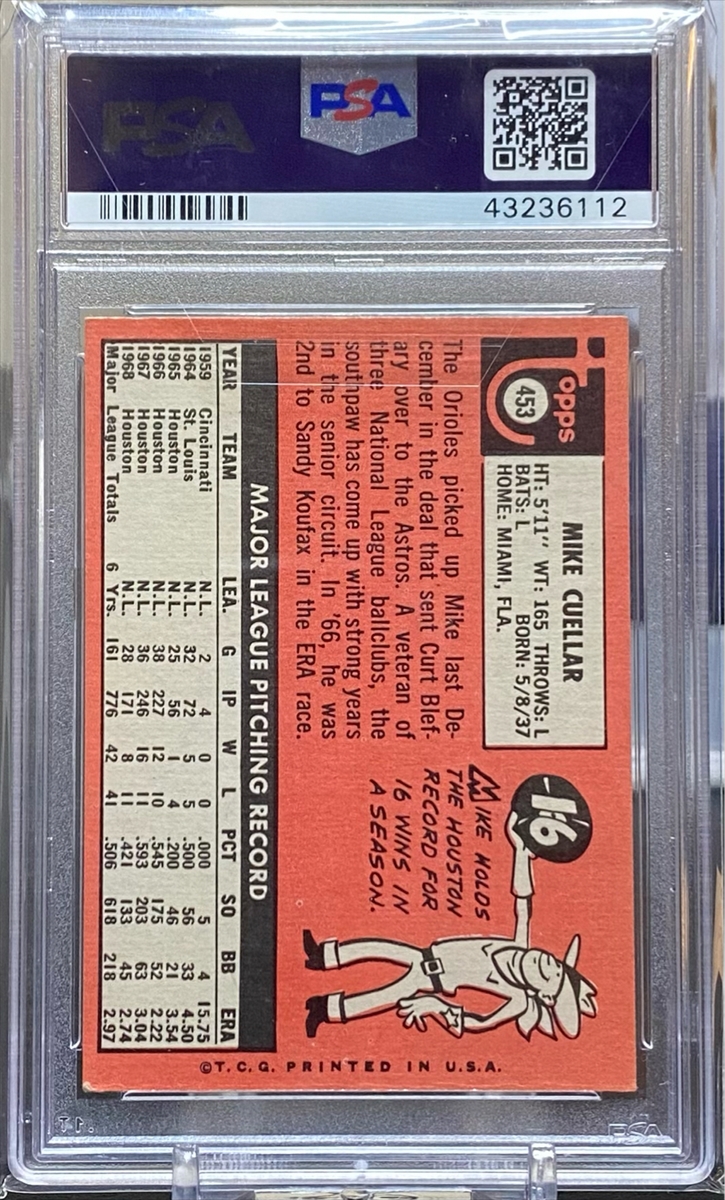 PSA
PSA
43236112
Topps
453
MIKE CUELLAR
HT: 5'11" WT: 165 THROWS: L
BATS: L BORN: 5/8/37
HOME: MIAMI, FLA.
The Orioles picked up Mike last De-
cember in the deal that sent Curt Blef-
ary over to the Astros. A veteran of
three National League ballclubs, the
southpaw has come up with strong years
in the senior circuit. In '66, he was
2nd to Sandy Koufax in the ERA race.
16
MIKE HOLDS
THE HOUSTON
RECORD FOR
16 WINS IN
A SEASON.
MAJOR LEAGUE PITCHING RECORD
YEAR TEAM LEA. G IP W L PCT SO BB ERA
1959 Cincinnati N.L. 2 4 0 0 .000 5 4 15.75
1964 St. Louis N.L. 32 72 5 5 .500 56 33 4.50
1965 Houston N.L. 25 56 1 4 .200 46 21 3.54
1966 Houston N.L. 38 227 12 10 .545 175 52 2.22
1967 Houston N.L. 36 246 16 11 .593 203 63 3.04
1968 Houston N.L. 28 171 8 11 .421 133 45 2.74
Major League Totals 6 Yrs. 161 776 42 41 .506 618 218 2.97
©T.C.G. PRINTED IN U.S.A.
PSA